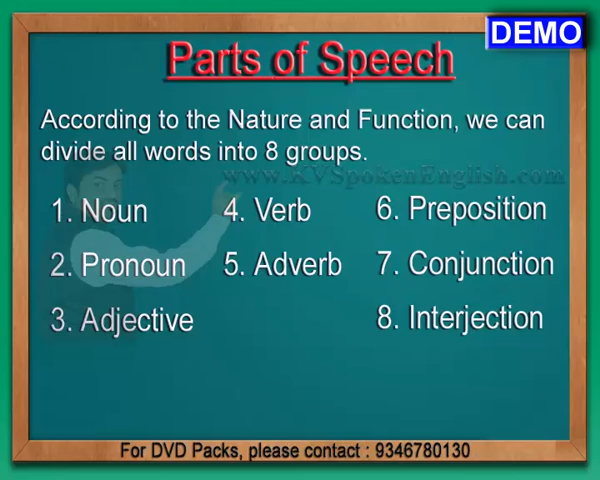 DEMO
Parts of Speech
According to the Nature and Function, we can
divide all words into 8 groups.
www.KVSpokenEnglish.com
1. Noun
2. Pronoun
3. Adjective
4. Verb
5. Adverb
6. Preposition
7. Conjunction
8. Interjection
For DVD Packs, please contact : 9346780130